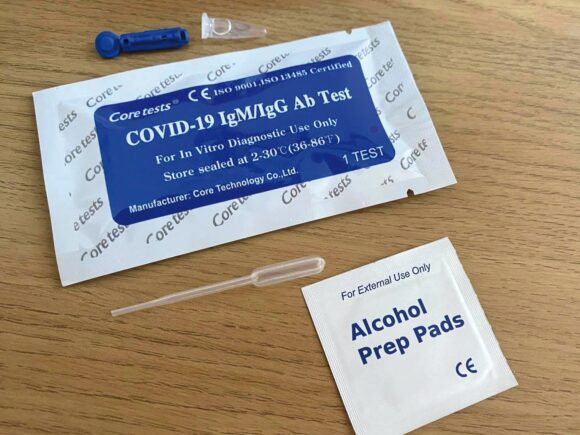 Core tests® CE ISO 9001,ISO 13485 Certified
COVID-19 IgM/IgG Ab Test
For In Vitro Diagnostic Use Only
Store sealed at 2-30℃(36-86℉)
1 TEST
Manufacturer: Core Technology Co.,Ltd.
For External Use Only
Alcohol
Prep Pads
CE